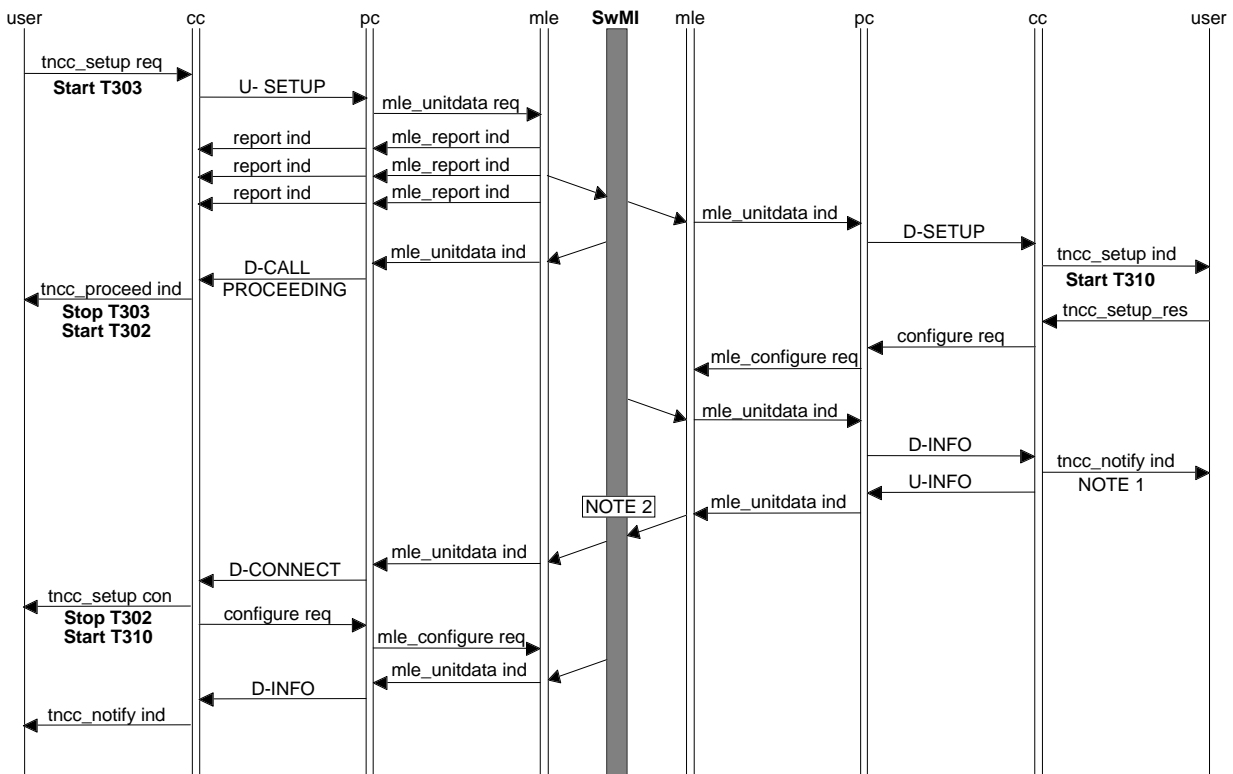 user cc pc mle SwMI mle pc cc user
tncc_setup req
Start T303
U- SETUP
mle_unitdata req
report ind mle_report ind
report ind mle_report ind
report ind mle_report ind
mle_unitdata ind
D-SETUP
tncc_setup ind
Start T310
mle_unitdata ind
D-CALL
PROCEEDING
tncc_proceed ind
Stop T303
Start T302
tncc_setup_res
configure req
mle_configure req
mle_unitdata ind
D-INFO
tncc_notify ind
NOTE 1
U-INFO
mle_unitdata ind
NOTE 2
mle_unitdata ind
D-CONNECT
tncc_setup con
Stop T302
Start T310
configure req
mle_configure req
mle_unitdata ind
D-INFO
tncc_notify ind